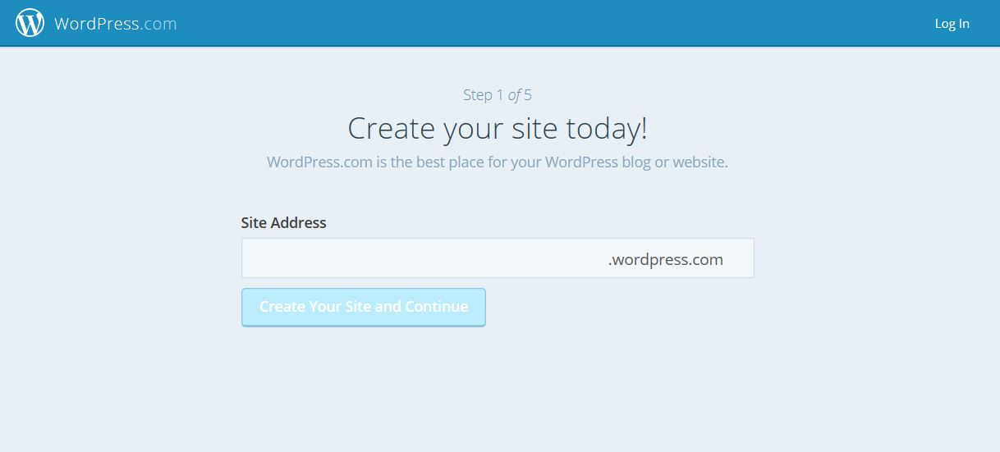 WordPress.com
Log In
Step 1 of 5
Create your site today!
WordPress.com is the best place for your WordPress blog or website.
Site Address
.wordpress.com
Create Your Site and Continue